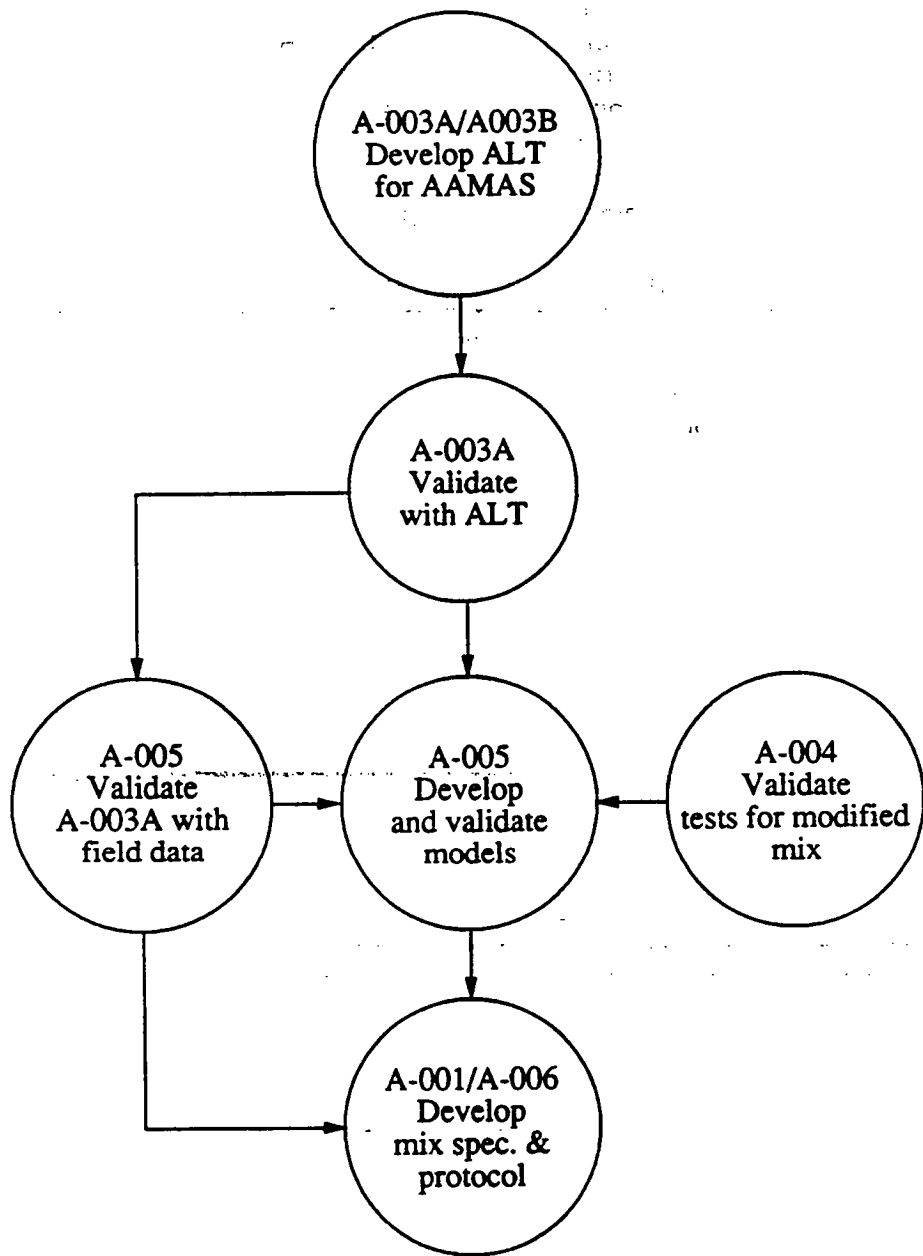 A-003A/A003B
Develop ALT
for AAMAS
A-003A
Validate
with ALT
A-005
Validate
A-003A with
field data
A-005
Develop
and validate
models
A-004
Validate
tests for modified
mix
A-001/A-006
Develop
mix spec. &
protocol